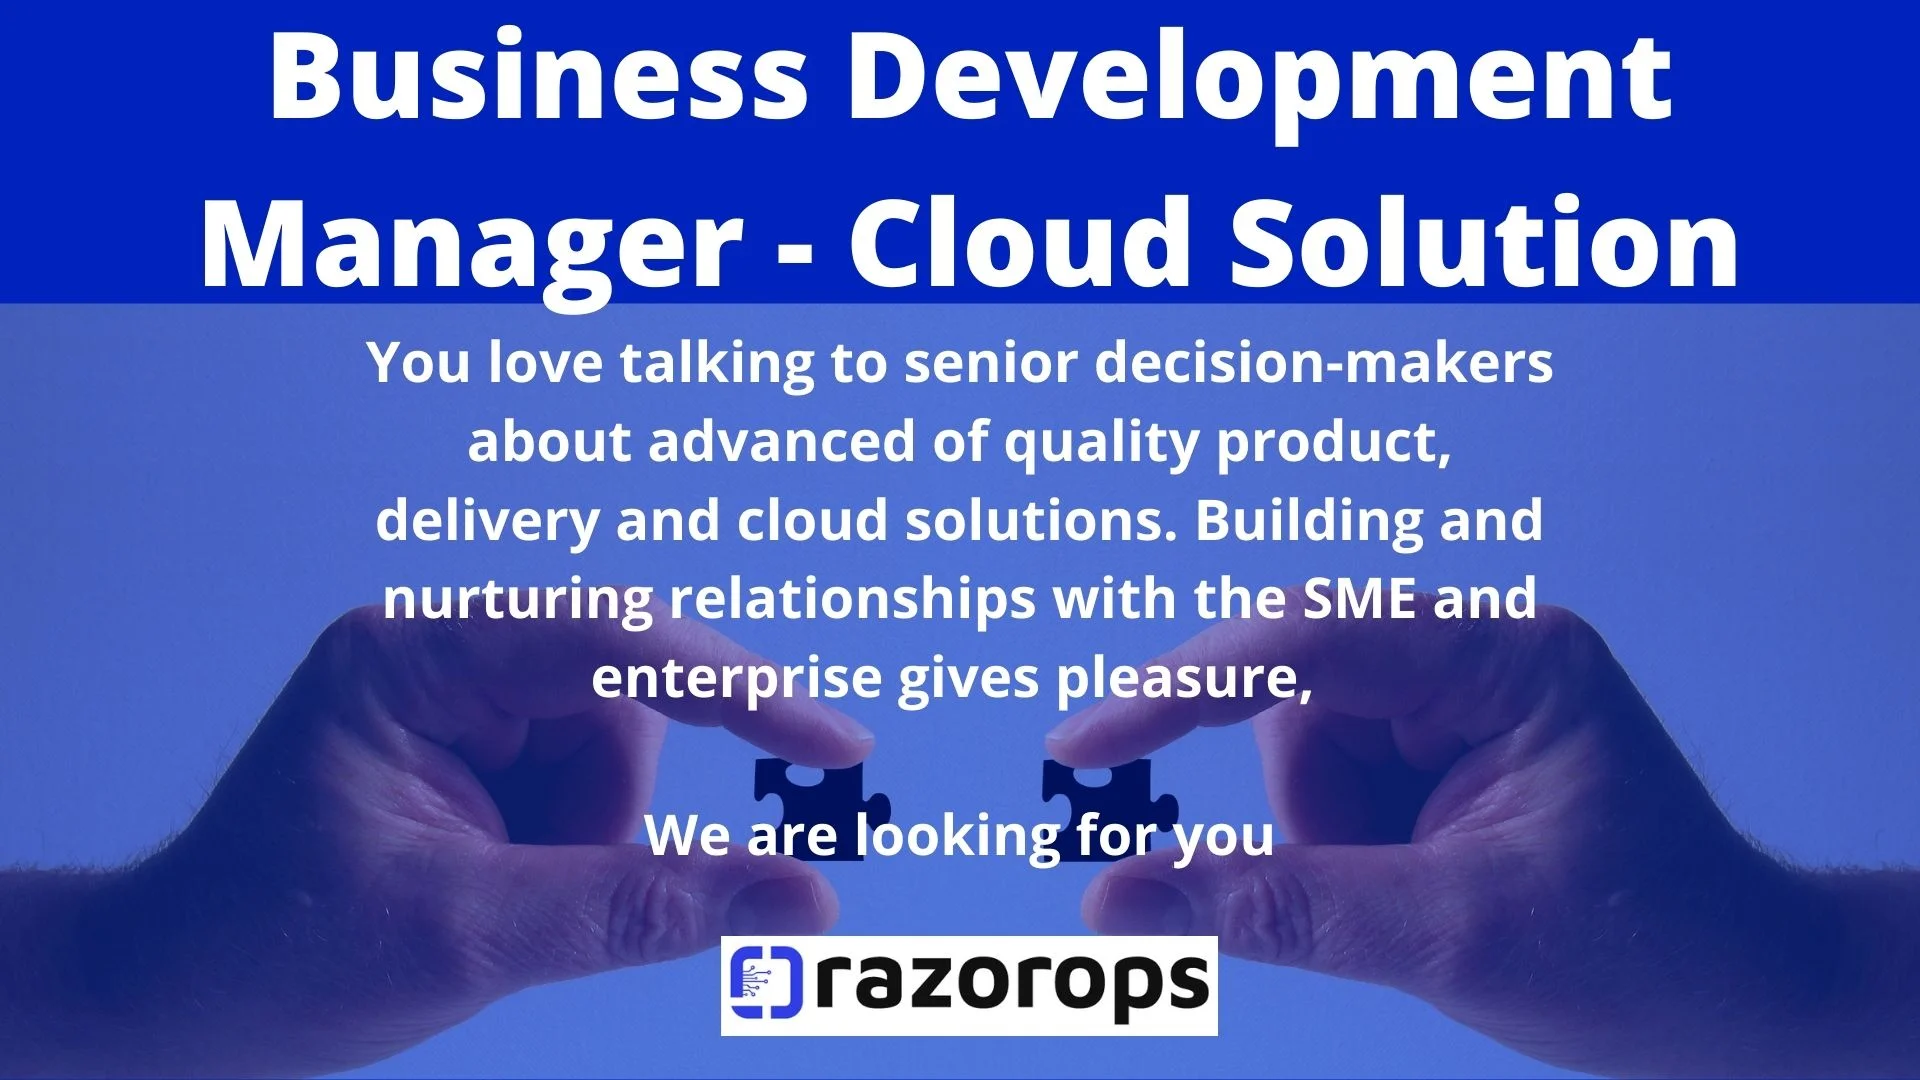 Business Development
Manager - Cloud Solution
You love talking to senior decision-makers
about advanced of quality product,
delivery and cloud solutions. Building and
nurturing relationships with the SME and
enterprise gives pleasure,
We are looking for you
razorops